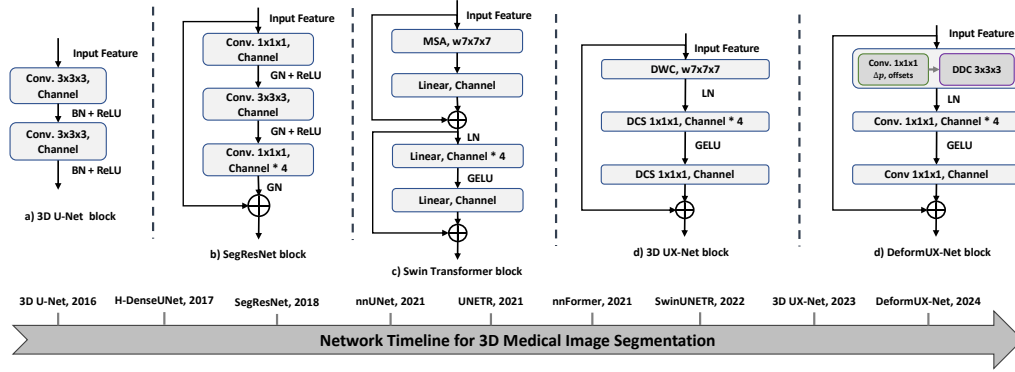 Input Feature
Conv. 3x3x3,
Channel
BN + ReLU
Conv. 3x3x3,
Channel
BN + ReLU
a) 3D U-Net block
Input Feature
Conv. 1x1x1,
Channel
GN + ReLU
Conv. 3x3x3,
Channel
GN + ReLU
Conv. 1x1x1,
Channel * 4
GN
b) SegResNet block
Input Feature
MSA, w7x7x7
Linear, Channel
LN
Linear, Channel * 4
GELU
Linear, Channel
c) Swin Transformer block
Input Feature
DWC, w7x7x7
LN
DCS 1x1x1, Channel * 4
GELU
DCS 1x1x1, Channel
d) 3D UX-Net block
Input Feature
Conv. 1x1x1
Δp, offsets
DDC 3x3x3
LN
Conv. 1x1x1, Channel * 4
GELU
Conv 1x1x1, Channel
d) DeformUX-Net block
3D U-Net, 2016
H-DenseUNet, 2017
SegResNet, 2018
nnUNet, 2021
UNETR, 2021
nnFormer, 2021
SwinUNETR, 2022
3D UX-Net, 2023
DeformUX-Net, 2024
Network Timeline for 3D Medical Image Segmentation